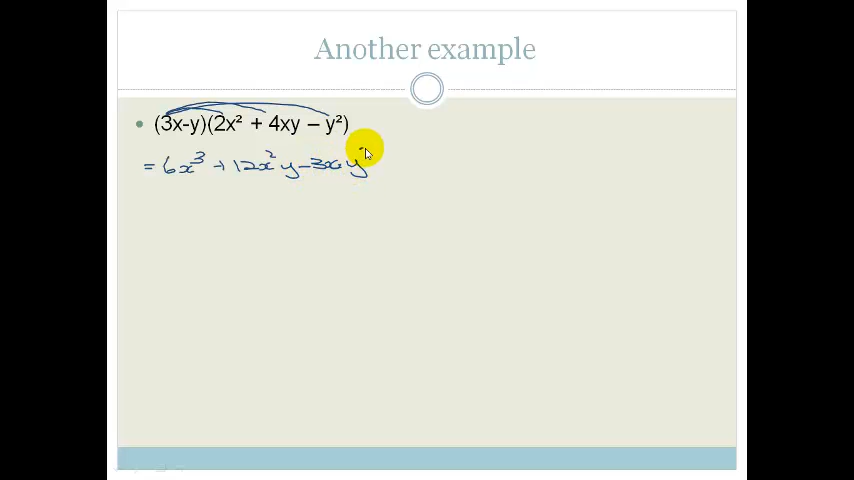 Another example
(3x-y)(2x² + 4xy – y²)
= 6x³ + 12x²y - 3xy